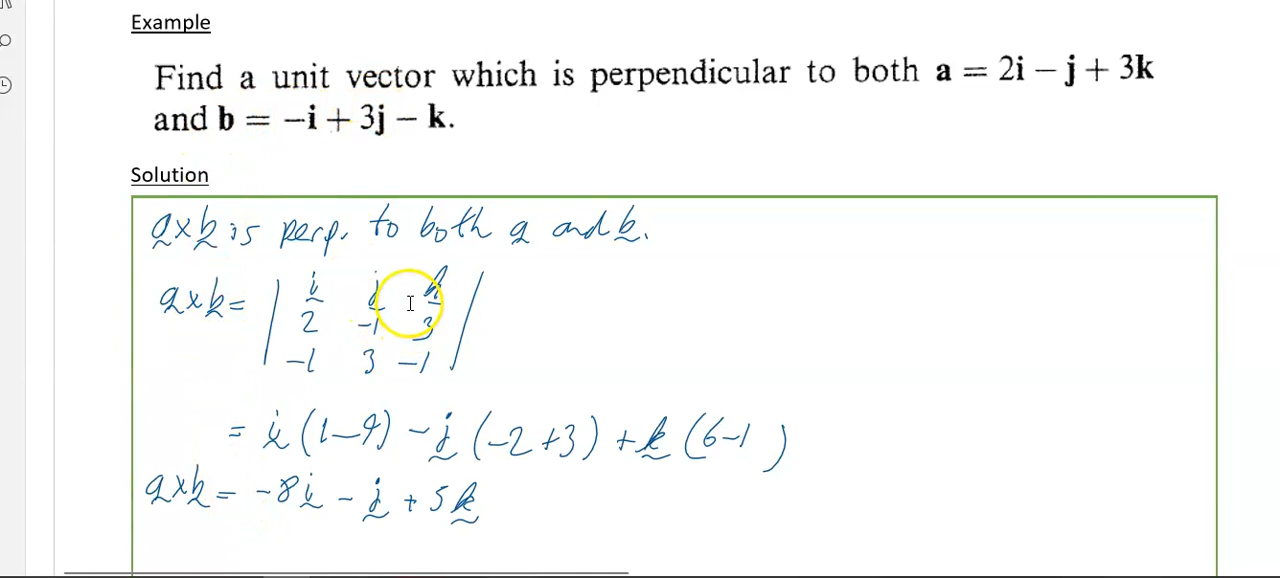 Example
Find a unit vector which is perpendicular to both a = 2i − j + 3k
and b = −i + 3j − k.
Solution
a×b is perp. to both a and b.
a×b = | i j k |
2 -1 3
-1 3 -1
= i (1-9) - j (-2+3) + k (6-1)
a×b = -8i - j + 5k